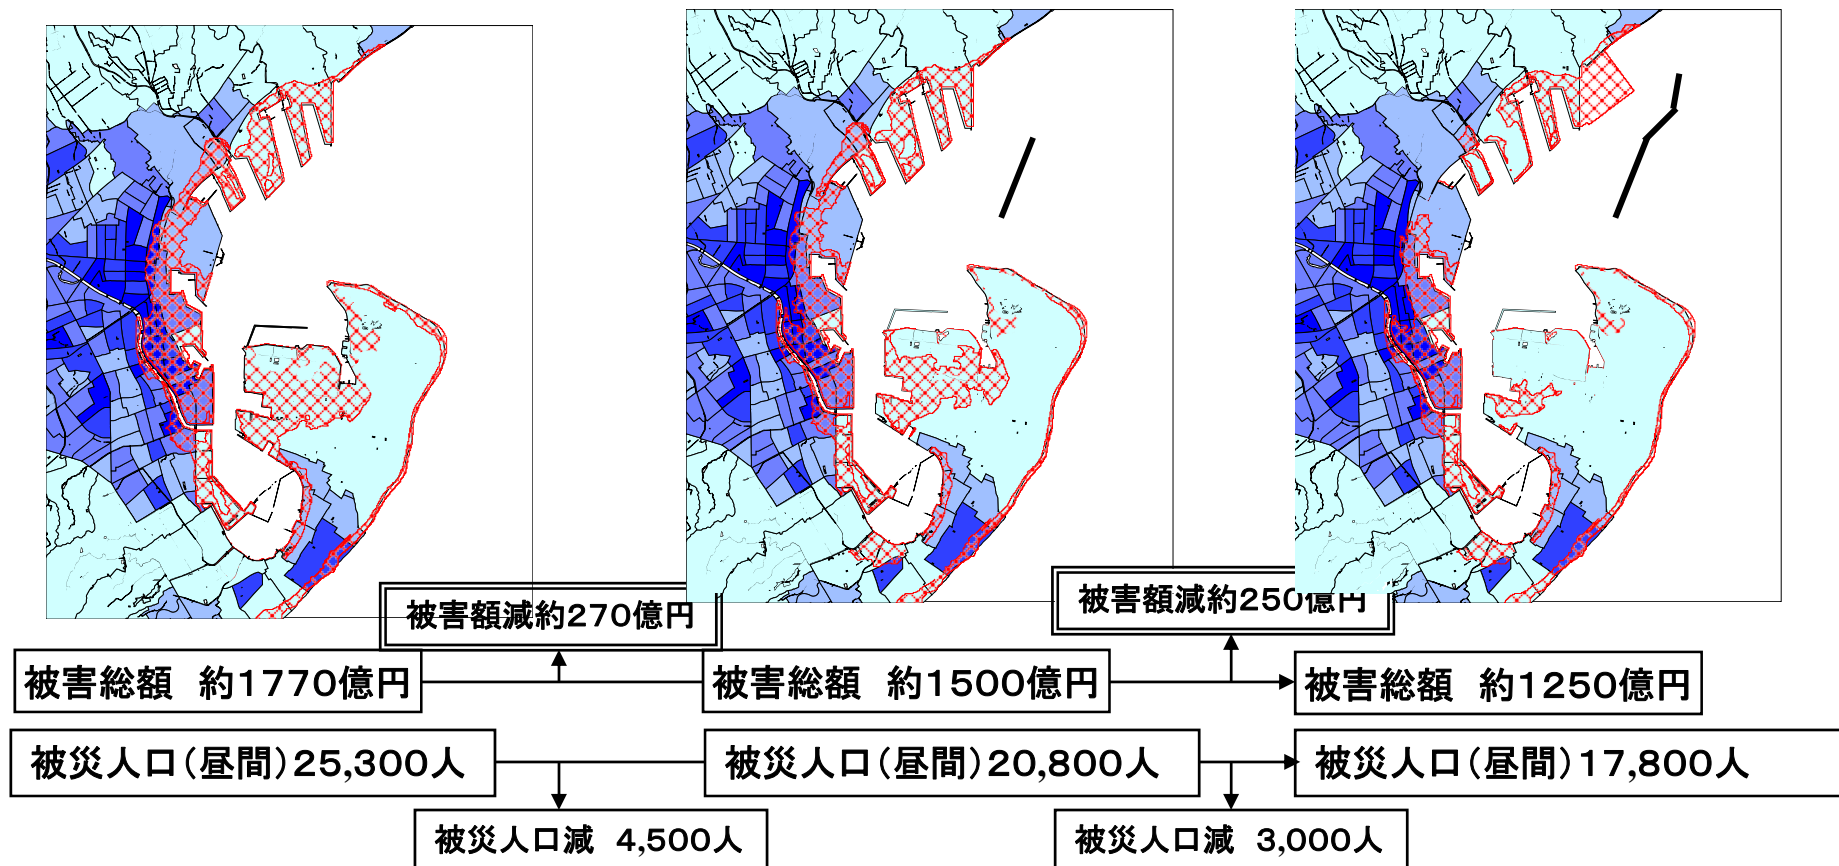 被害額減約270億円
被害額減約250億円
被害総額 約1770億円
被害総額 約1500億円
被害総額 約1250億円
被災人口(昼間)25,300人
被災人口(昼間)20,800人
被災人口(昼間)17,800人
被災人口減 4,500人
被災人口減 3,000人